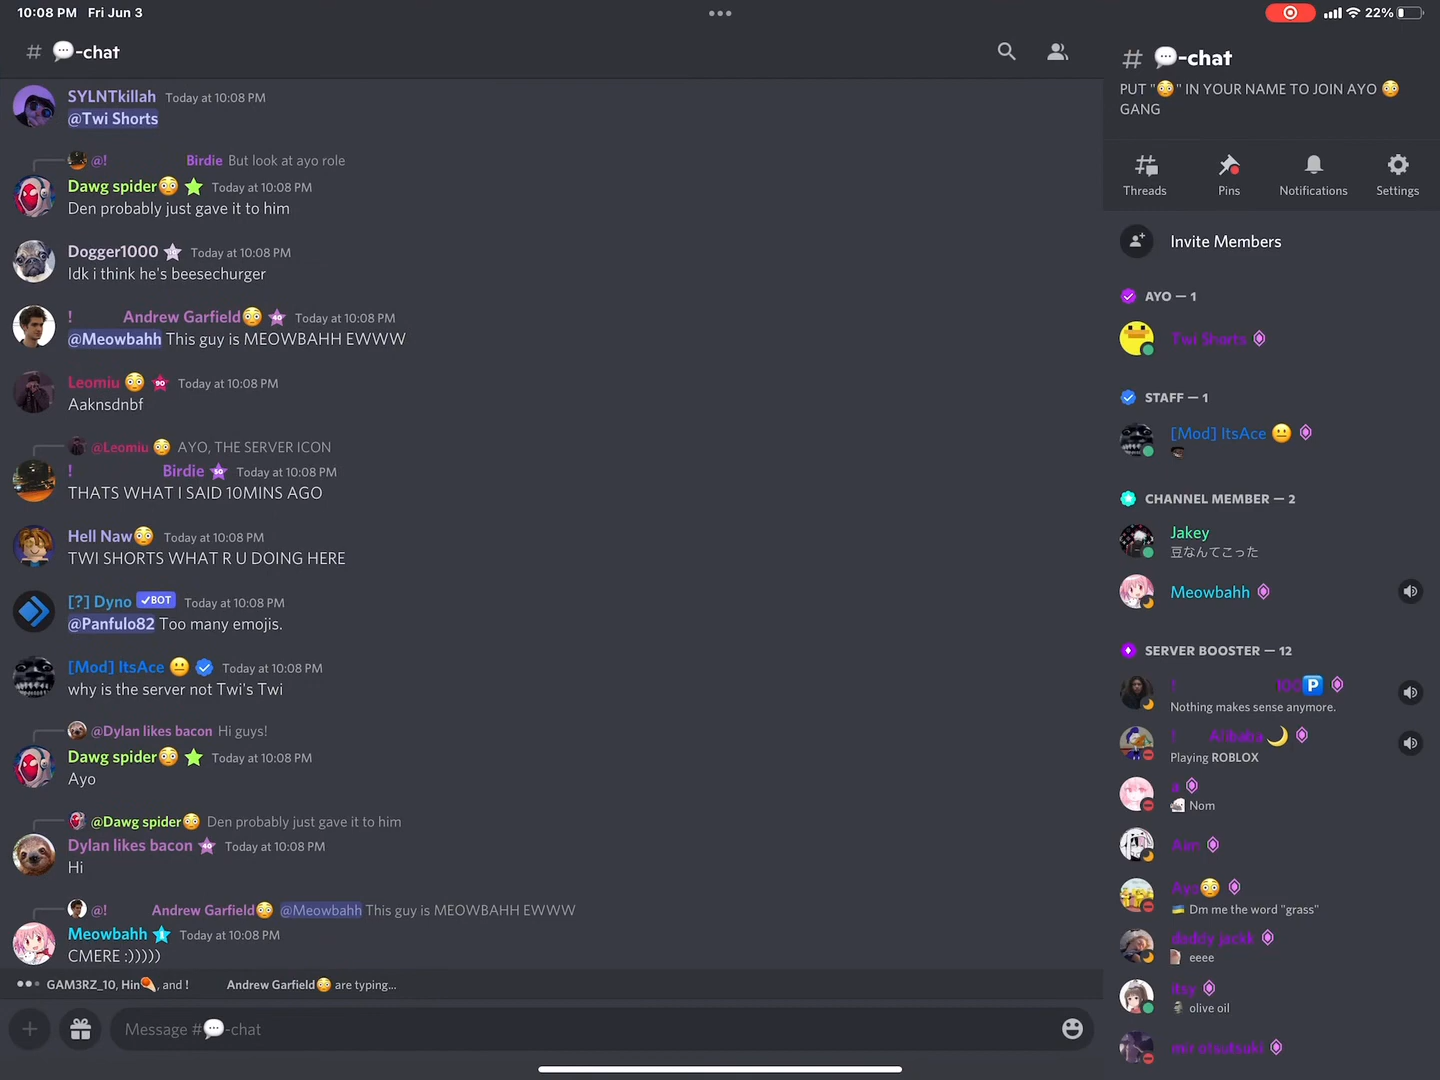 10:08 PM Fri Jun 3
22%
# 💬-chat
SYLNTkillah Today at 10:08 PM
@Twi Shorts
@! Birdie But look at ayo role
Dawg spider😳 Today at 10:08 PM
Den probably just gave it to him
Dogger1000 Today at 10:08 PM
Idk i think he's beesechurger
! Andrew Garfield😳 40 Today at 10:08 PM
@Meowbahh This guy is MEOWBAHH EWWW
Leomiu 😳 90 Today at 10:08 PM
Aaknsdnbf
@Leomiu 😳 AYO, THE SERVER ICON
! Birdie 50 Today at 10:08 PM
THATS WHAT I SAID 10MINS AGO
Hell Naw😳 Today at 10:08 PM
TWI SHORTS WHAT R U DOING HERE
[?] Dyno ✓BOT Today at 10:08 PM
@Panfulo82 Too many emojis.
[Mod] ItsAce 😐 Today at 10:08 PM
why is the server not Twi's Twi
@Dylan likes bacon Hi guys!
Dawg spider😳 Today at 10:08 PM
Ayo
@Dawg spider😳 Den probably just gave it to him
Dylan likes bacon 40 Today at 10:08 PM
Hi
@! Andrew Garfield😳 @Meowbahh This guy is MEOWBAHH EWWW
Meowbahh Today at 10:08 PM
CMERE :)))))
GAM3RZ_10, Hin, and ! Andrew Garfield😳 are typing...
Message #💬-chat
# 💬-chat
PUT "😳" IN YOUR NAME TO JOIN AYO 😳
GANG
Threads Pins Notifications Settings
Invite Members
AYO — 1
Twi Shorts
STAFF — 1
[Mod] ItsAce 😐
CHANNEL MEMBER — 2
Jakey
豆なんてこった
Meowbahh
SERVER BOOSTER — 12
! 100🅿️
Nothing makes sense anymore.
! Alibaba🌙
Playing ROBLOX
a
Nom
Aen
Ayo😳
🇺🇦 Dm me the word "grass"
daddy jackk
eeee
itsy
olive oil
mir otsutsuki